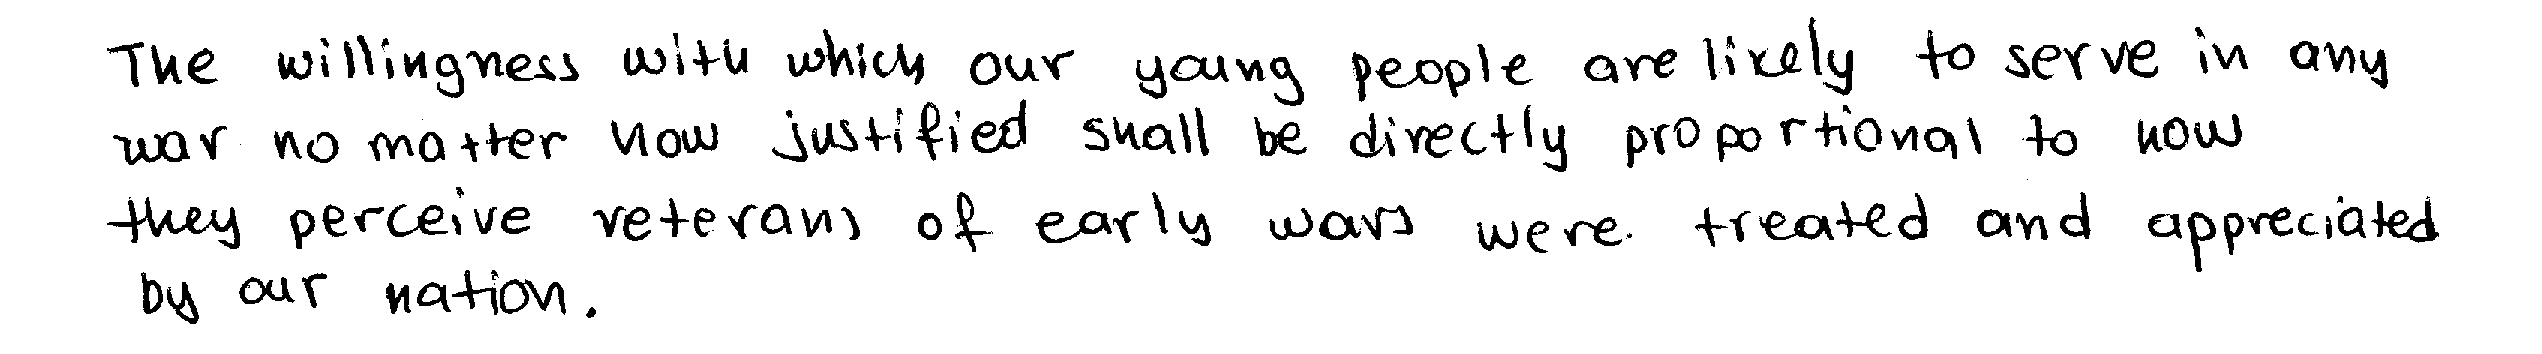 The willingness with which our young people are likely to serve in any
war no matter how justified shall be directly proportional to how
they perceive veterans of early wars were treated and appreciated
by our nation.